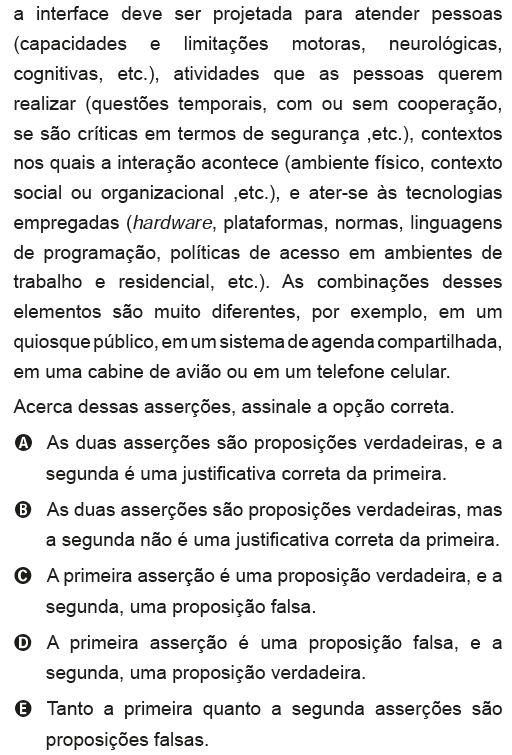 a interface deve ser projetada para atender pessoas
(capacidades e limitações motoras, neurológicas,
cognitivas, etc.), atividades que as pessoas querem
realizar (questões temporais, com ou sem cooperação,
se são críticas em termos de segurança ,etc.), contextos
nos quais a interação acontece (ambiente físico, contexto
social ou organizacional ,etc.), e ater-se às tecnologias
empregadas (hardware, plataformas, normas, linguagens
de programação, políticas de acesso em ambientes de
trabalho e residencial, etc.). As combinações desses
elementos são muito diferentes, por exemplo, em um
quiosque público, em um sistema de agenda compartilhada,
em uma cabine de avião ou em um telefone celular.
Acerca dessas asserções, assinale a opção correta.
A As duas asserções são proposições verdadeiras, e a
segunda é uma justificativa correta da primeira.
B As duas asserções são proposições verdadeiras, mas
a segunda não é uma justificativa correta da primeira.
C A primeira asserção é uma proposição verdadeira, e a
segunda, uma proposição falsa.
D A primeira asserção é uma proposição falsa, e a
segunda, uma proposição verdadeira.
E Tanto a primeira quanto a segunda asserções são
proposições falsas.